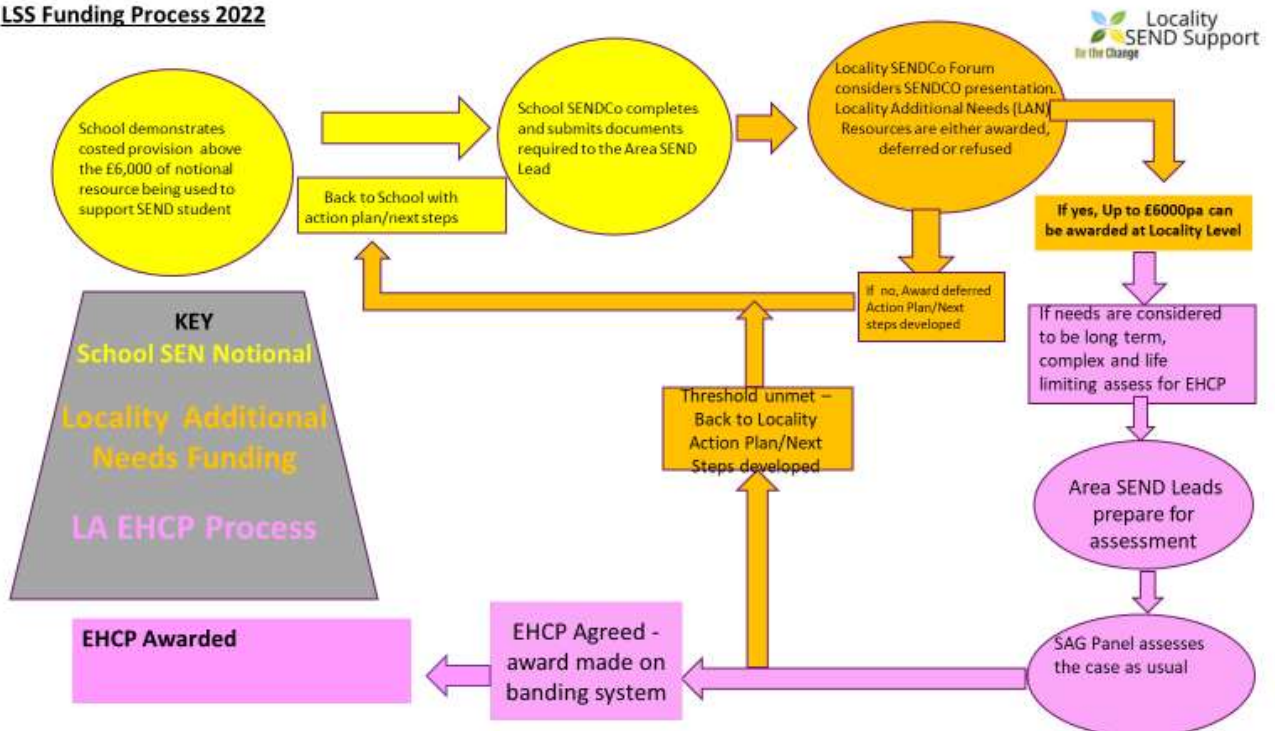 LSS Funding Process 2022
Locality
SEND Support
Be the Change
School demonstrates
costed provision above
the £6,000 of notional
resource being used to
support SEND student
School SENDCo completes
and submits documents
required to the Area SEND
Lead
Locality SENDCo Forum
considers SENDCO presentation.
Locality Additional Needs (LAN)
Resources are either awarded,
deferred or refused
Back to School with
action plan/next steps
If yes, Up to £6000pa can
be awarded at Locality Level
If no, Award deferred
Action Plan/Next
steps developed
If needs are considered
to be long term,
complex and life
limiting assess for EHCP
KEY
School SEN Notional
Locality Additional
Needs Funding
LA EHCP Process
Threshold unmet –
Back to Locality
Action Plan/Next
Steps developed
Area SEND Leads
prepare for
assessment
SAG Panel assesses
the case as usual
EHCP Agreed -
award made on
banding system
EHCP Awarded